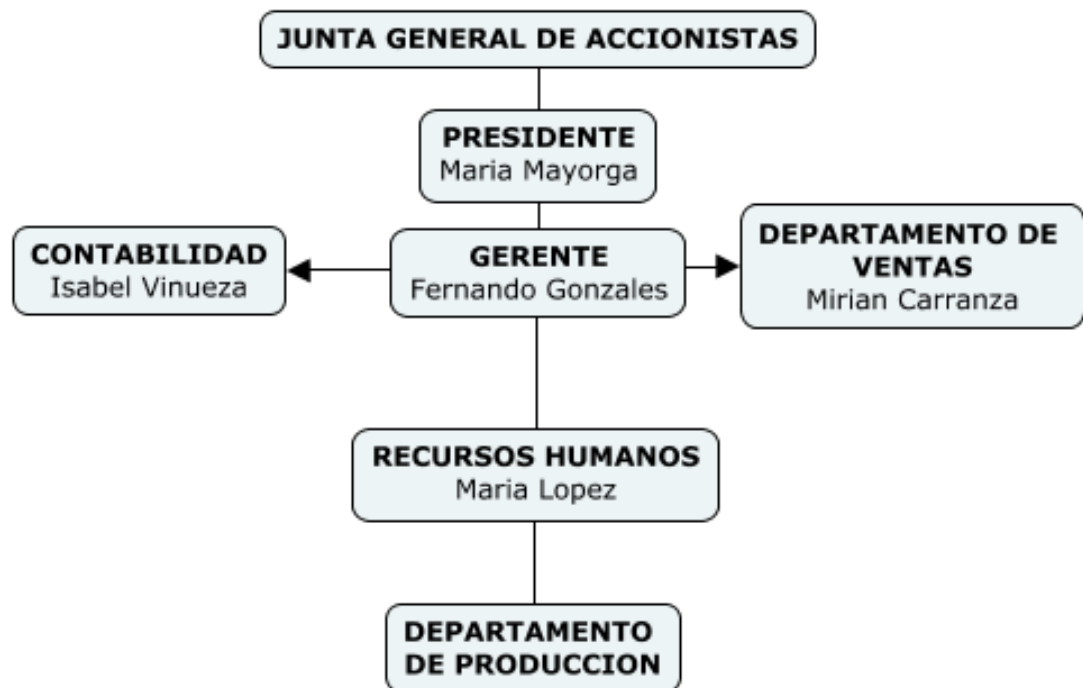 JUNTA GENERAL DE ACCIONISTAS
PRESIDENTE
Maria Mayorga
CONTABILIDAD
Isabel Vinueza
GERENTE
Fernando Gonzales
DEPARTAMENTO DE
VENTAS
Mirian Carranza
RECURSOS HUMANOS
Maria Lopez
DEPARTAMENTO
DE PRODUCCION